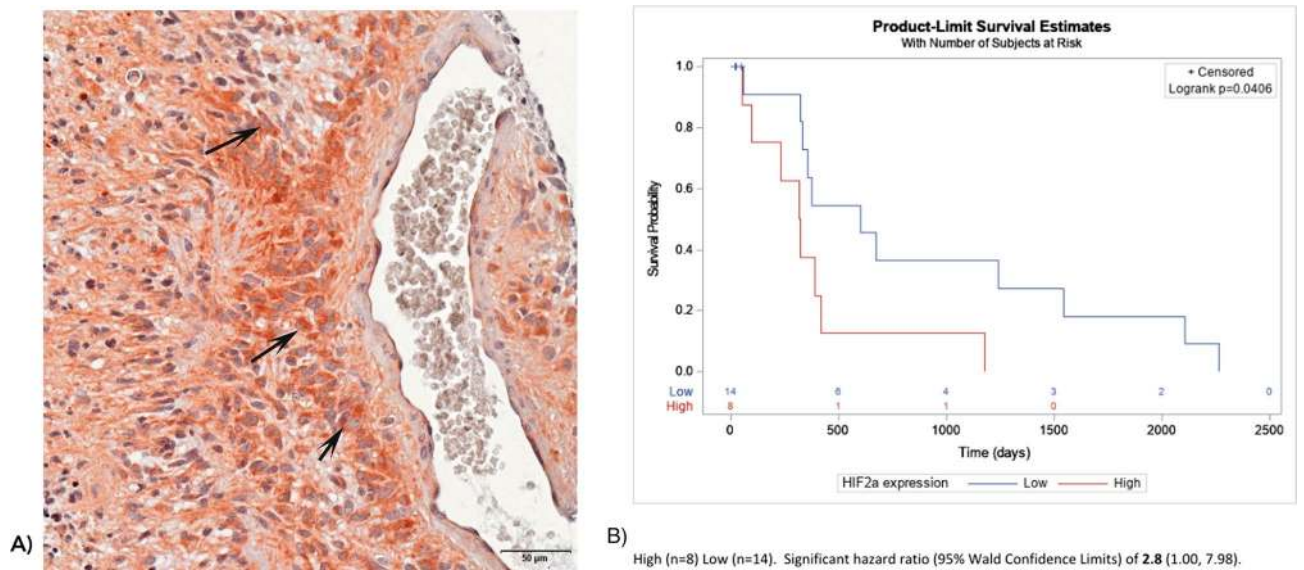 A)
50 µm
Product-Limit Survival Estimates
With Number of Subjects at Risk
+ Censored
Logrank p=0.0406
Survival Probability
1.0
0.8
0.6
0.4
0.2
0.0
Low 14 6 4 3 2 0
High 8 1 1 0
0 500 1000 1500 2000 2500
Time (days)
HIF2a expression Low High
B)
High (n=8) Low (n=14). Significant hazard ratio (95% Wald Confidence Limits) of 2.8 (1.00, 7.98).